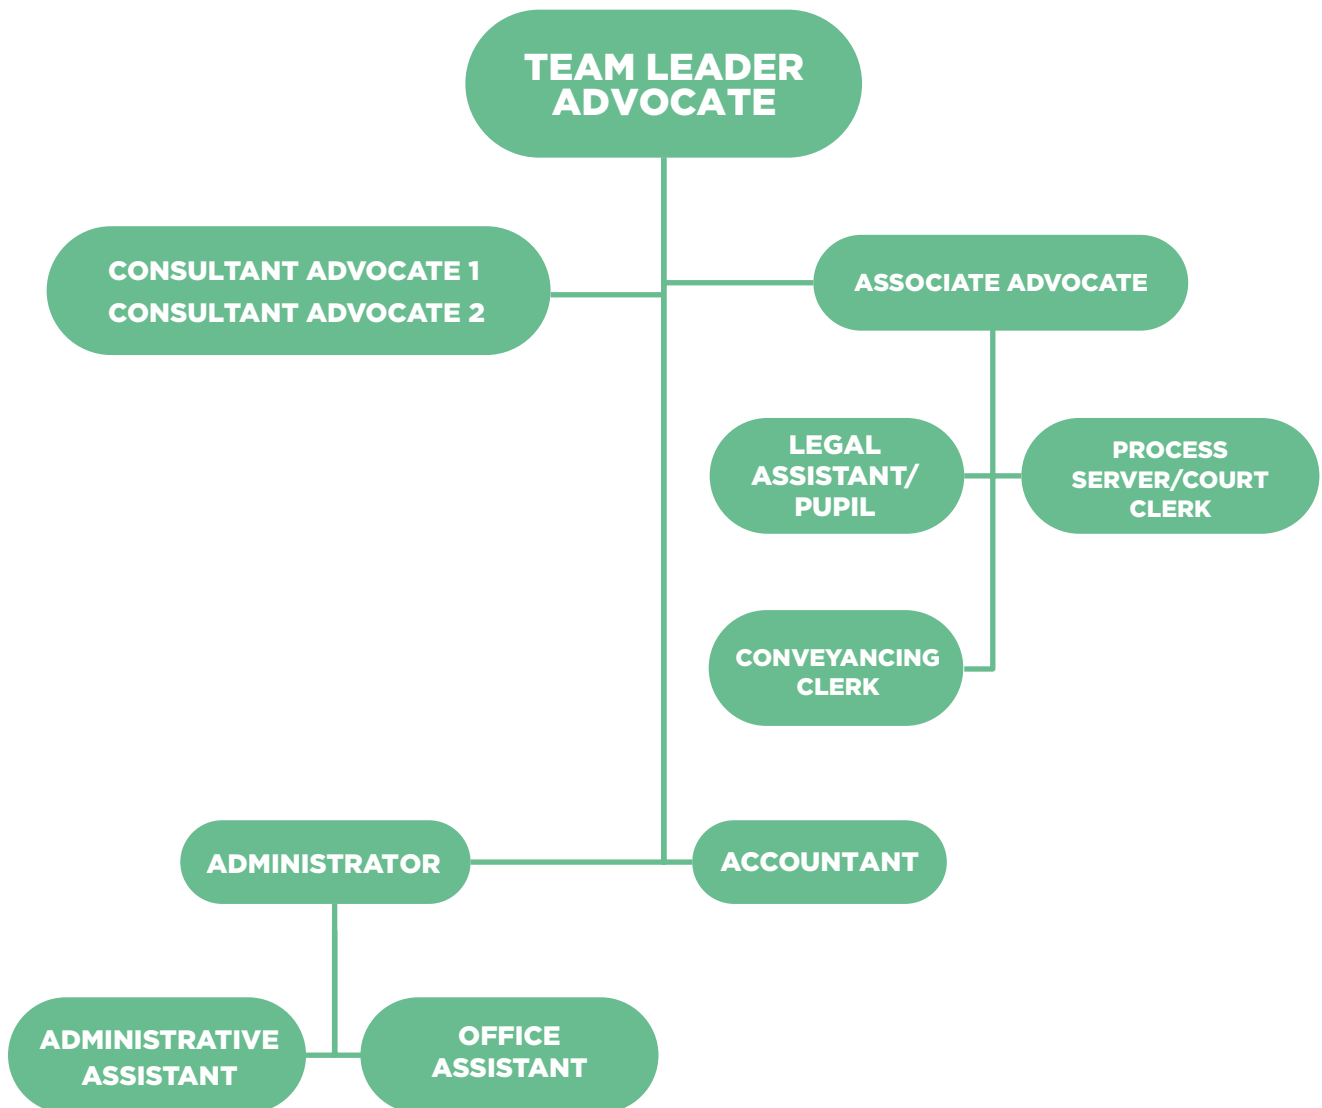 TEAM LEADER
ADVOCATE
CONSULTANT ADVOCATE 1
CONSULTANT ADVOCATE 2
ASSOCIATE ADVOCATE
LEGAL
ASSISTANT/
PUPIL
PROCESS
SERVER/COURT
CLERK
CONVEYANCING
CLERK
ADMINISTRATOR
ACCOUNTANT
ADMINISTRATIVE
ASSISTANT
OFFICE
ASSISTANT